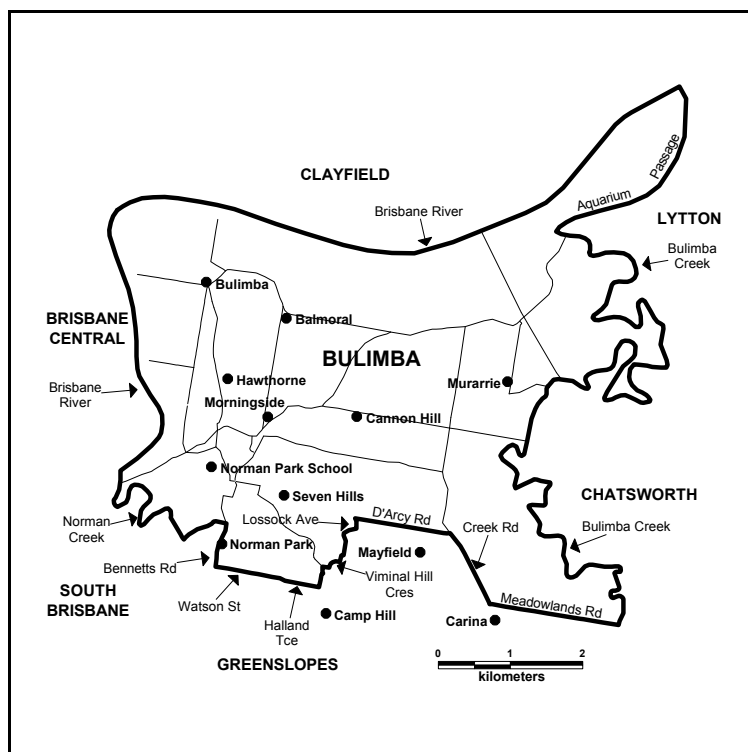 CLAYFIELD
Passage
Aquarium
Brisbane River
LYTTON
Bulimba
Creek
Bulimba
BRISBANE
CENTRAL
Balmoral
BULIMBA
Hawthorne
Murarrie
Brisbane
River
Morningside
Cannon Hill
Norman Park School
Seven Hills
CHATSWORTH
Lossock Ave
D'Arcy Rd
Norman
Creek
Creek Rd
Bulimba Creek
Norman Park
Mayfield
Bennetts Rd
Viminal Hill
Cres
SOUTH
BRISBANE
Watson St
Meadowlands Rd
Halland
Tce
Camp Hill
Carina
GREENSLOPES
0 1 2
kilometers